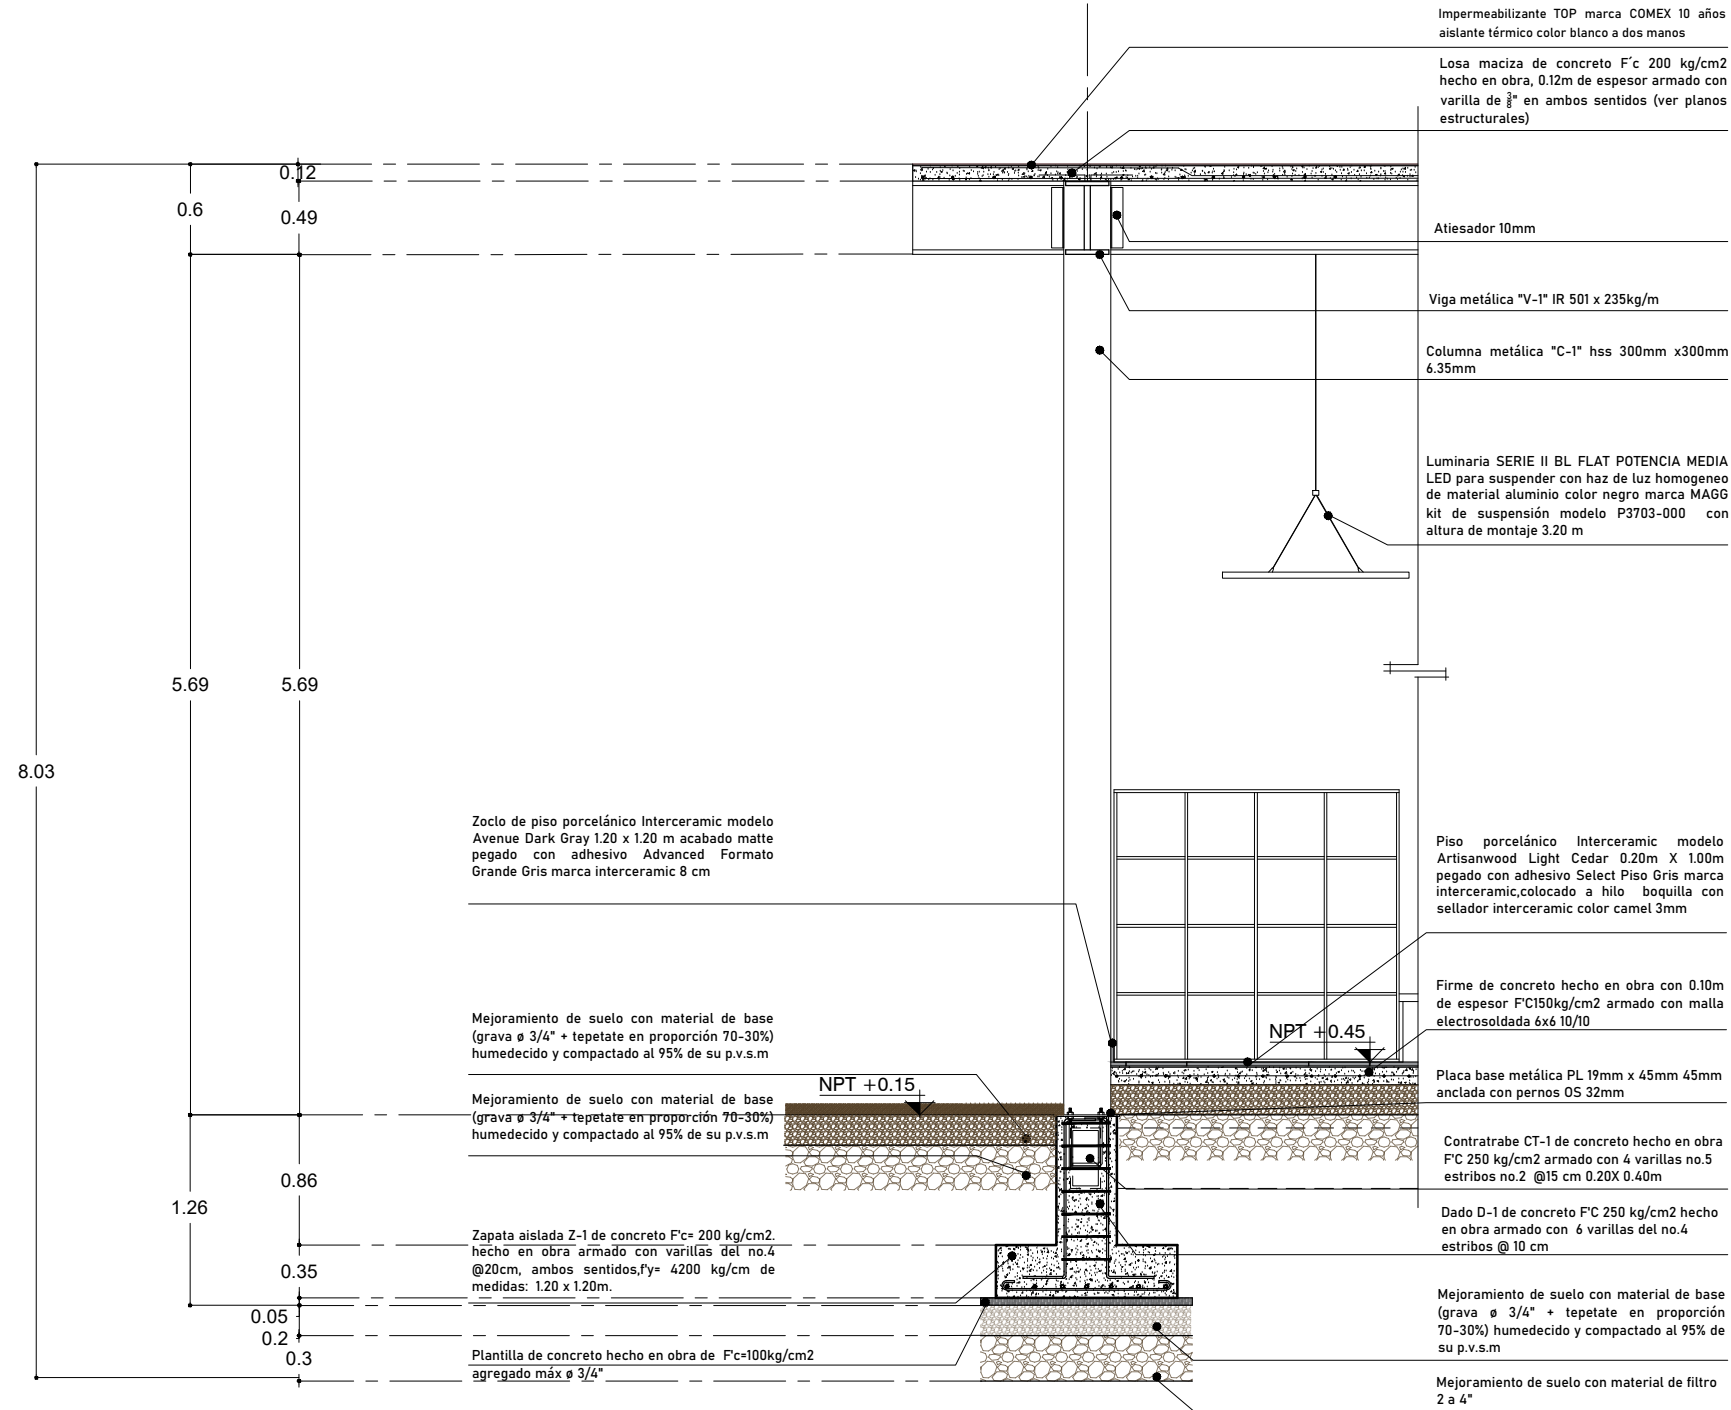 Impermeabilizante TOP marca COMEX 10 años
aislante térmico color blanco a dos manos
Losa maciza de concreto F´c 200 kg/cm2
hecho en obra, 0.12m de espesor armado con
varilla de 3/8" en ambos sentidos (ver planos
estructurales)
0.12
0.6
0.49
Atiesador 10mm
Viga metálica "V-1" IR 501 x 235kg/m
Columna metálica "C-1" hss 300mm x300mm
6.35mm
Luminaria SERIE II BL FLAT POTENCIA MEDIA
LED para suspender con haz de luz homogeneo
de material aluminio color negro marca MAGG
kit de suspensión modelo P3703-000 con
altura de montaje 3.20 m
5.69
5.69
8.03
Zoclo de piso porcelánico Interceramic modelo
Avenue Dark Gray 1.20 x 1.20 m acabado matte
pegado con adhesivo Advanced Formato
Grande Gris marca interceramic 8 cm
Piso porcelánico Interceramic modelo
Artisanwood Light Cedar 0.20m X 1.00m
pegado con adhesivo Select Piso Gris marca
interceramic,colocado a hilo boquilla con
sellador interceramic color camel 3mm
Firme de concreto hecho en obra con 0.10m
de espesor F'C150kg/cm2 armado con malla
electrosoldada 6x6 10/10
Mejoramiento de suelo con material de base
(grava ø 3/4" + tepetate en proporción 70-30%)
humedecido y compactado al 95% de su p.v.s.m
NPT +0.45
NPT +0.15
Placa base metálica PL 19mm x 45mm 45mm
anclada con pernos OS 32mm
Mejoramiento de suelo con material de base
(grava ø 3/4" + tepetate en proporción 70-30%)
humedecido y compactado al 95% de su p.v.s.m
Contratrabe CT-1 de concreto hecho en obra
F'C 250 kg/cm2 armado con 4 varillas no.5
estribos no.2 @15 cm 0.20X 0.40m
0.86
1.26
Dado D-1 de concreto F'C 250 kg/cm2 hecho
en obra armado con 6 varillas del no.4
estribos @ 10 cm
Zapata aislada Z-1 de concreto F'c= 200 kg/cm2.
hecho en obra armado con varillas del no.4
@20cm, ambos sentidos,f'y= 4200 kg/cm de
medidas: 1.20 x 1.20m.
0.35
0.05
0.2
0.3
Mejoramiento de suelo con material de base
(grava ø 3/4" + tepetate en proporción
70-30%) humedecido y compactado al 95% de
su p.v.s.m
Plantilla de concreto hecho en obra de F'c=100kg/cm2
agregado máx ø 3/4"
Mejoramiento de suelo con material de filtro
2 a 4"